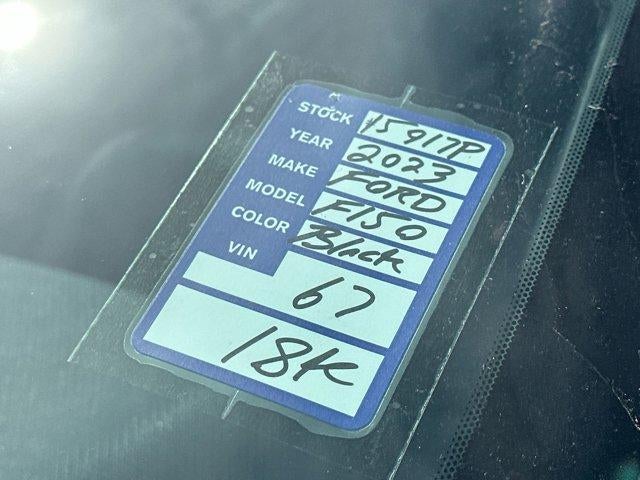 STOCK 15917P
YEAR 2023
MAKE FORD
MODEL F150
COLOR Black
VIN 67
18K